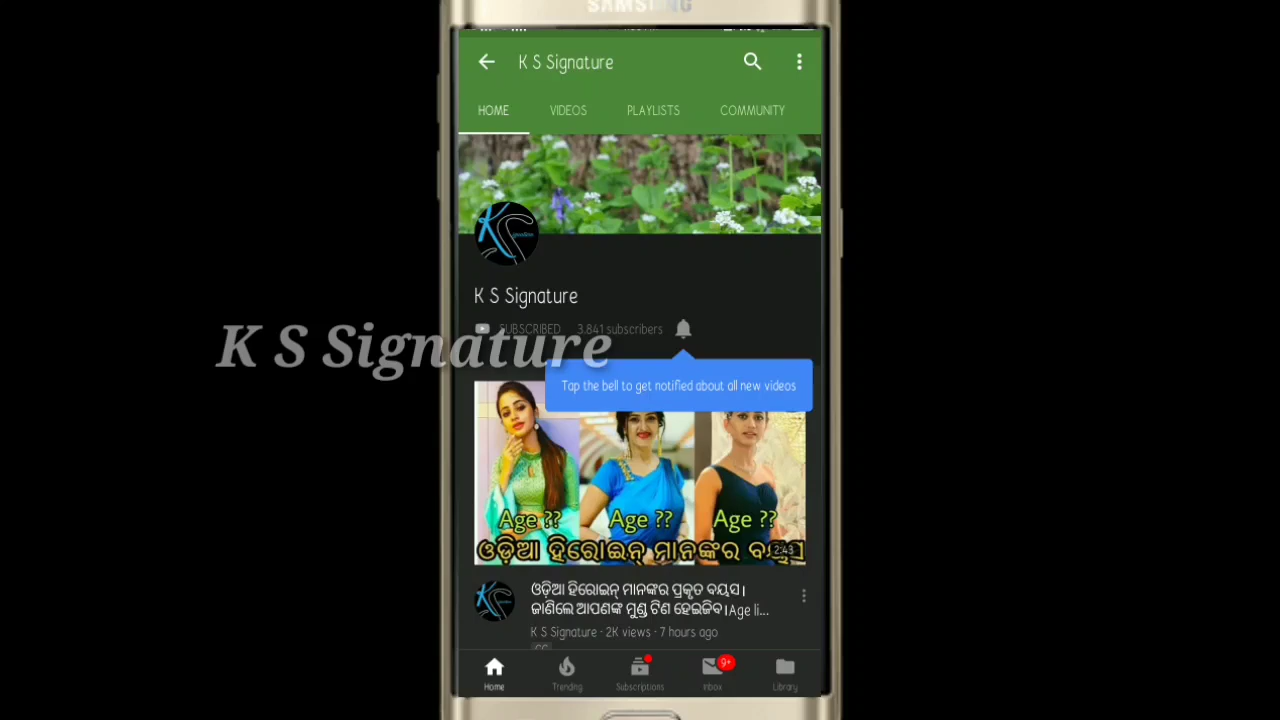 SAMSUNG
K S Signature
HOME VIDEOS PLAYLISTS COMMUNITY
K S Signature
SUBSCRIBED 3,841 subscribers
K S Signature
Tap the bell to get notified about all new videos
Age ?? Age ?? Age ??
ଓଡ଼ିଆ ହିରୋଇନ୍ ମାନଙ୍କର ବୟସ
2:43
ଓଡ଼ିଆ ହିରୋଇନ୍ ମାନଙ୍କର ପ୍ରକୃତ ବୟସ।
ଜାଣିଲେ ଆପଣଙ୍କ ମୁଣ୍ଡ ଟିଣ ହେଇଜିବ।Age li...
K S Signature · 2K views · 7 hours ago
CC
9+
Home Trending Subscriptions Inbox Library